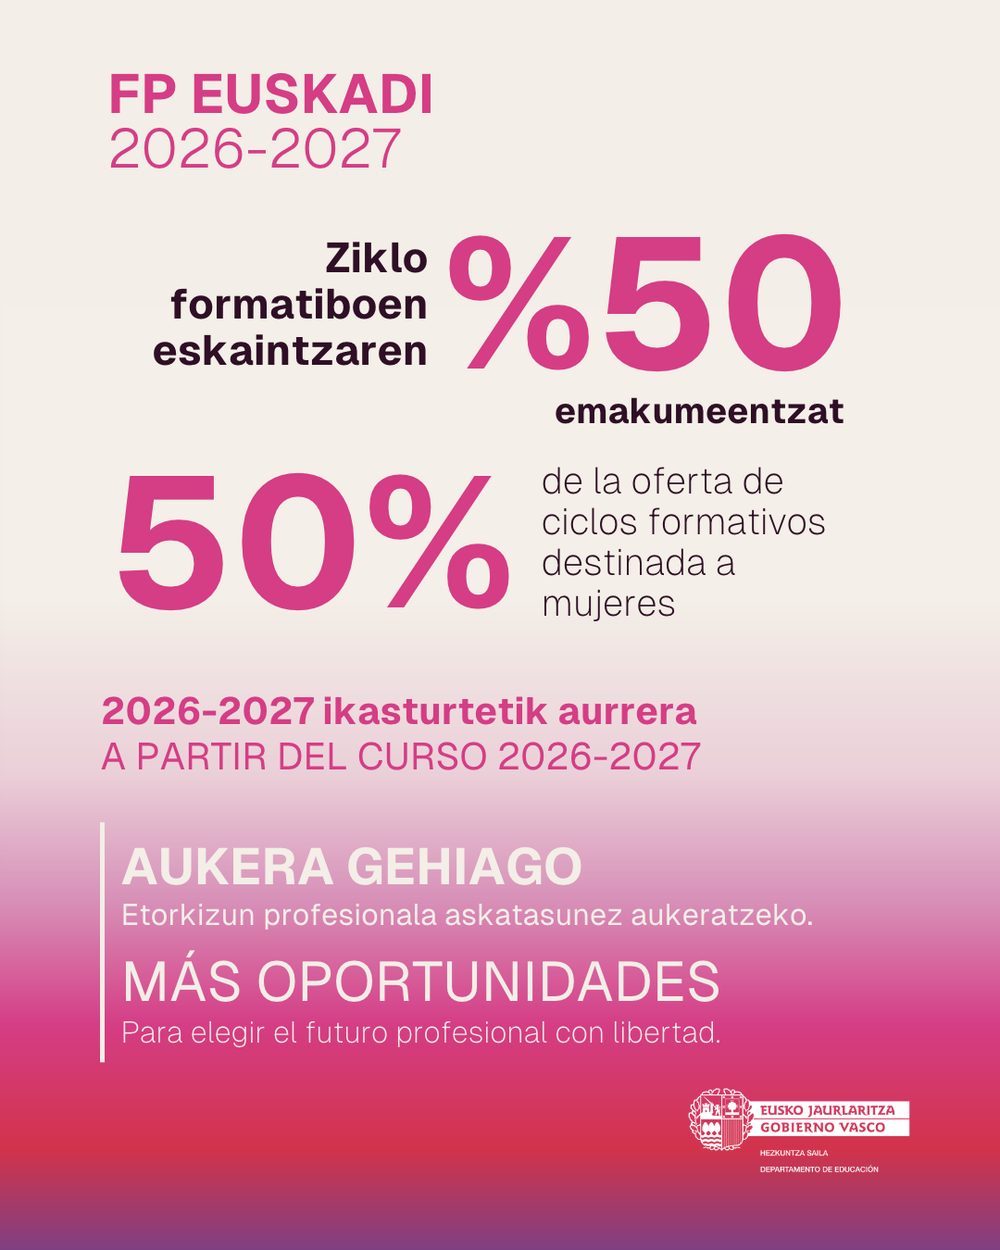 FP EUSKADI
2026-2027
Ziklo
formatiboen
eskaintzaren
%50
emakumeentzat
50%
de la oferta de
ciclos formativos
destinada a
mujeres
2026-2027 ikasturtetik aurrera
A PARTIR DEL CURSO 2026-2027
AUKERA GEHIAGO
Etorkizun profesionala askatasunez aukeratzeko.
MÁS OPORTUNIDADES
Para elegir el futuro profesional con libertad.
EUSKO JAURLARITZA
GOBIERNO VASCO
HEZKUNTZA SAILA
DEPARTAMENTO DE EDUCACIÓN